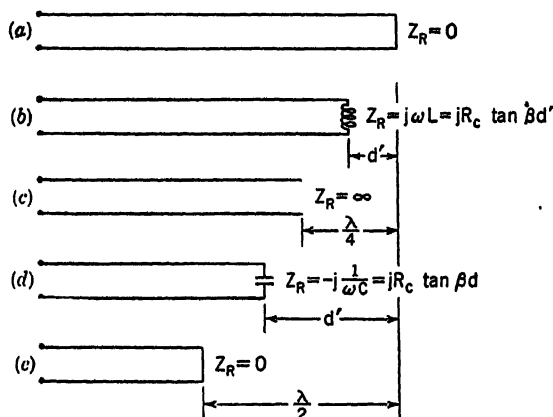 (a) Z_R=0
(b) Z_R=jωL=jR_c tan βd'
d'
(c) Z_R=∞
λ/4
(d) Z_R=-j 1/ωC=jR_c tan βd
d'
(e) Z_R=0
λ/2